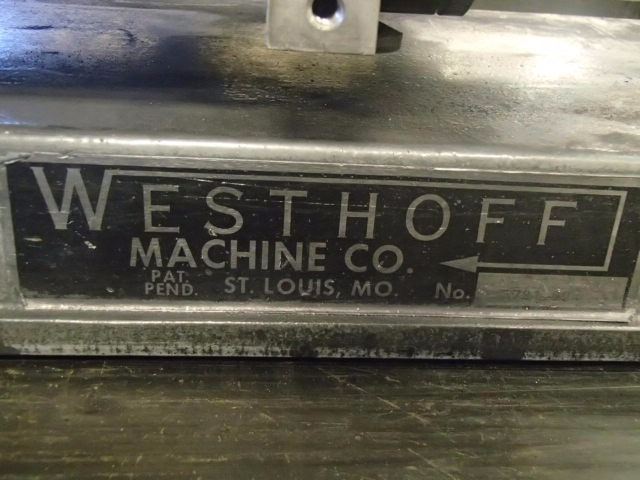 WESTHOFF
MACHINE CO.
PAT.
PEND. ST. LOUIS, MO. No.